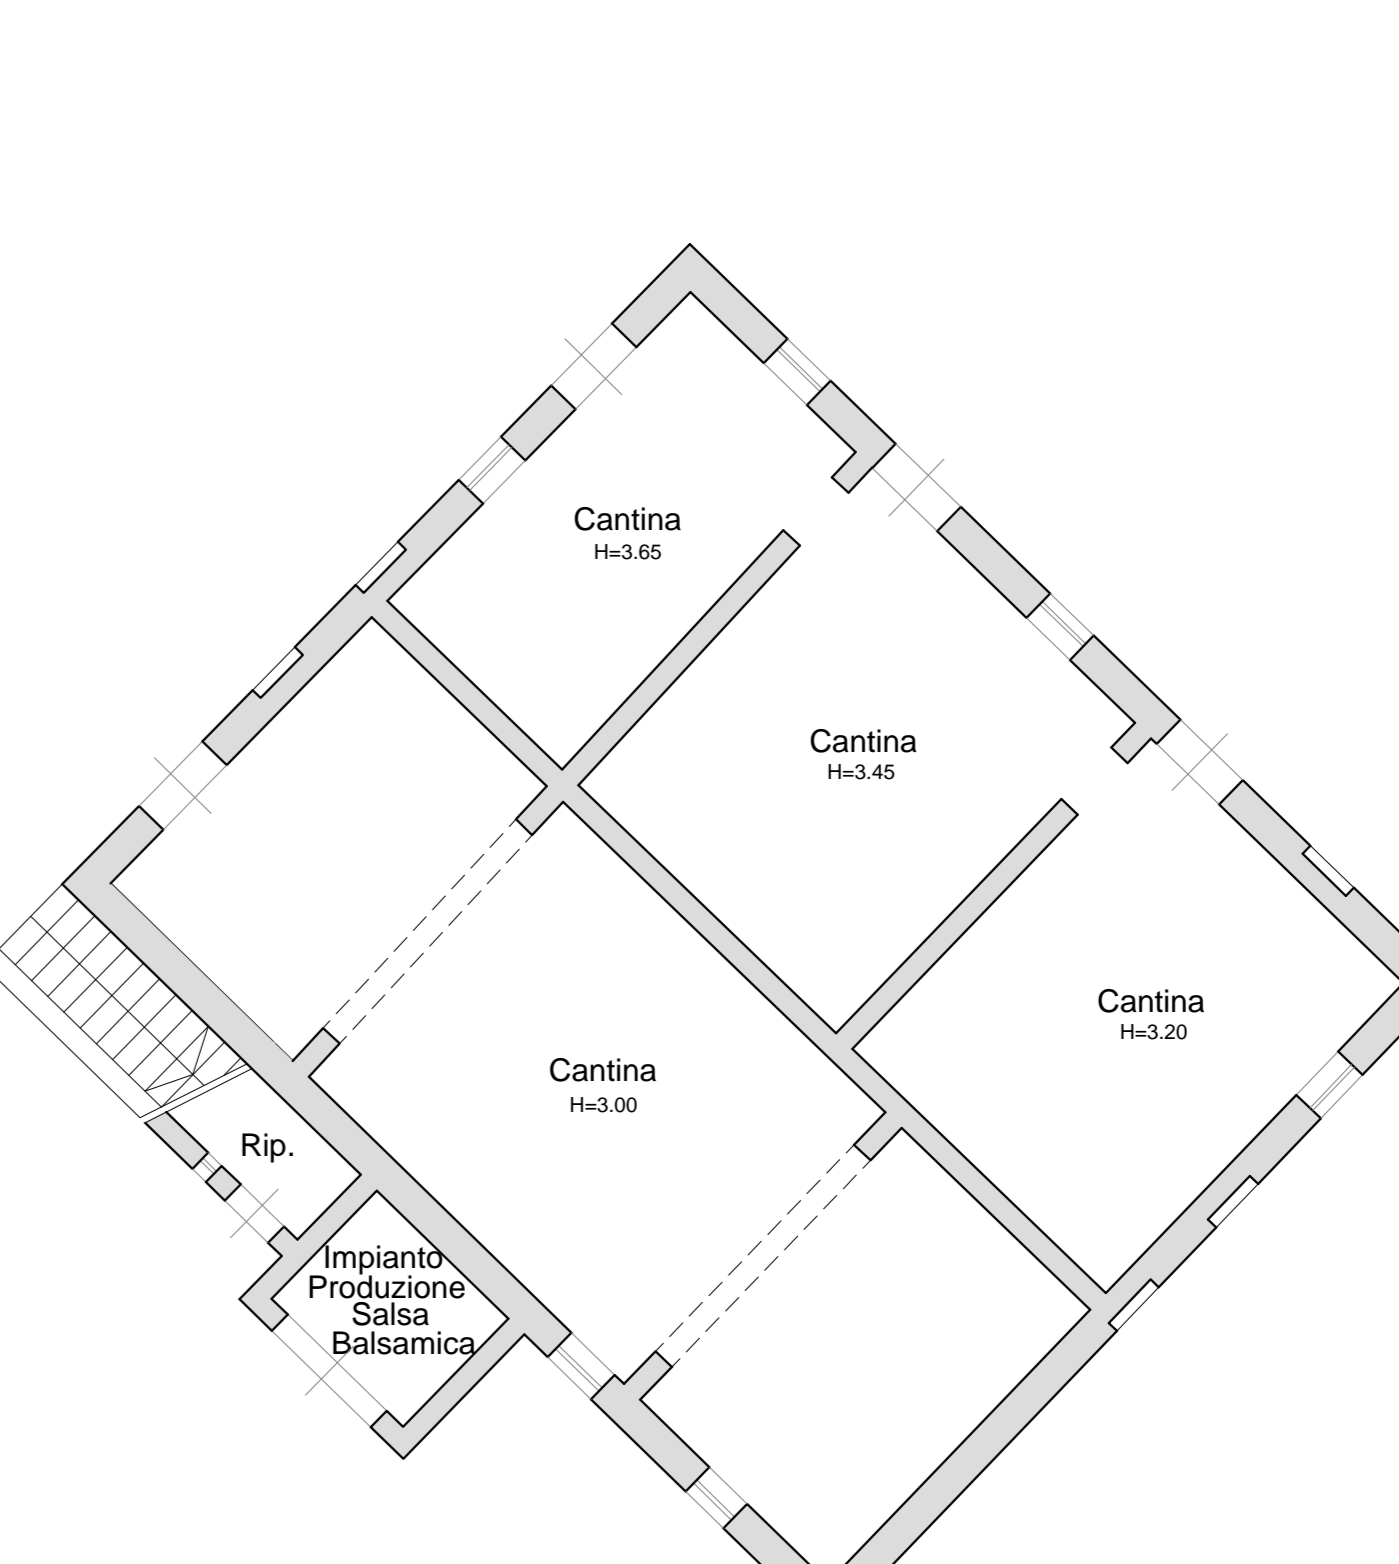 Cantina
H=3.65
Cantina
H=3.45
Cantina
H=3.20
Cantina
H=3.00
Rip.
Impianto
Produzione
Salsa
Balsamica